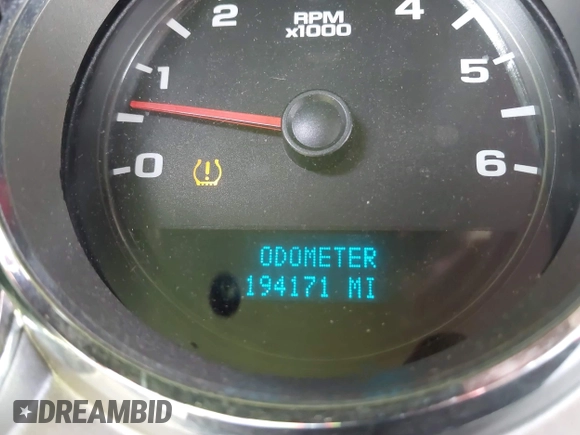 2
RPM
x1000
4
1
5
0
6
ODOMETER
194171 MI
DREAMBID